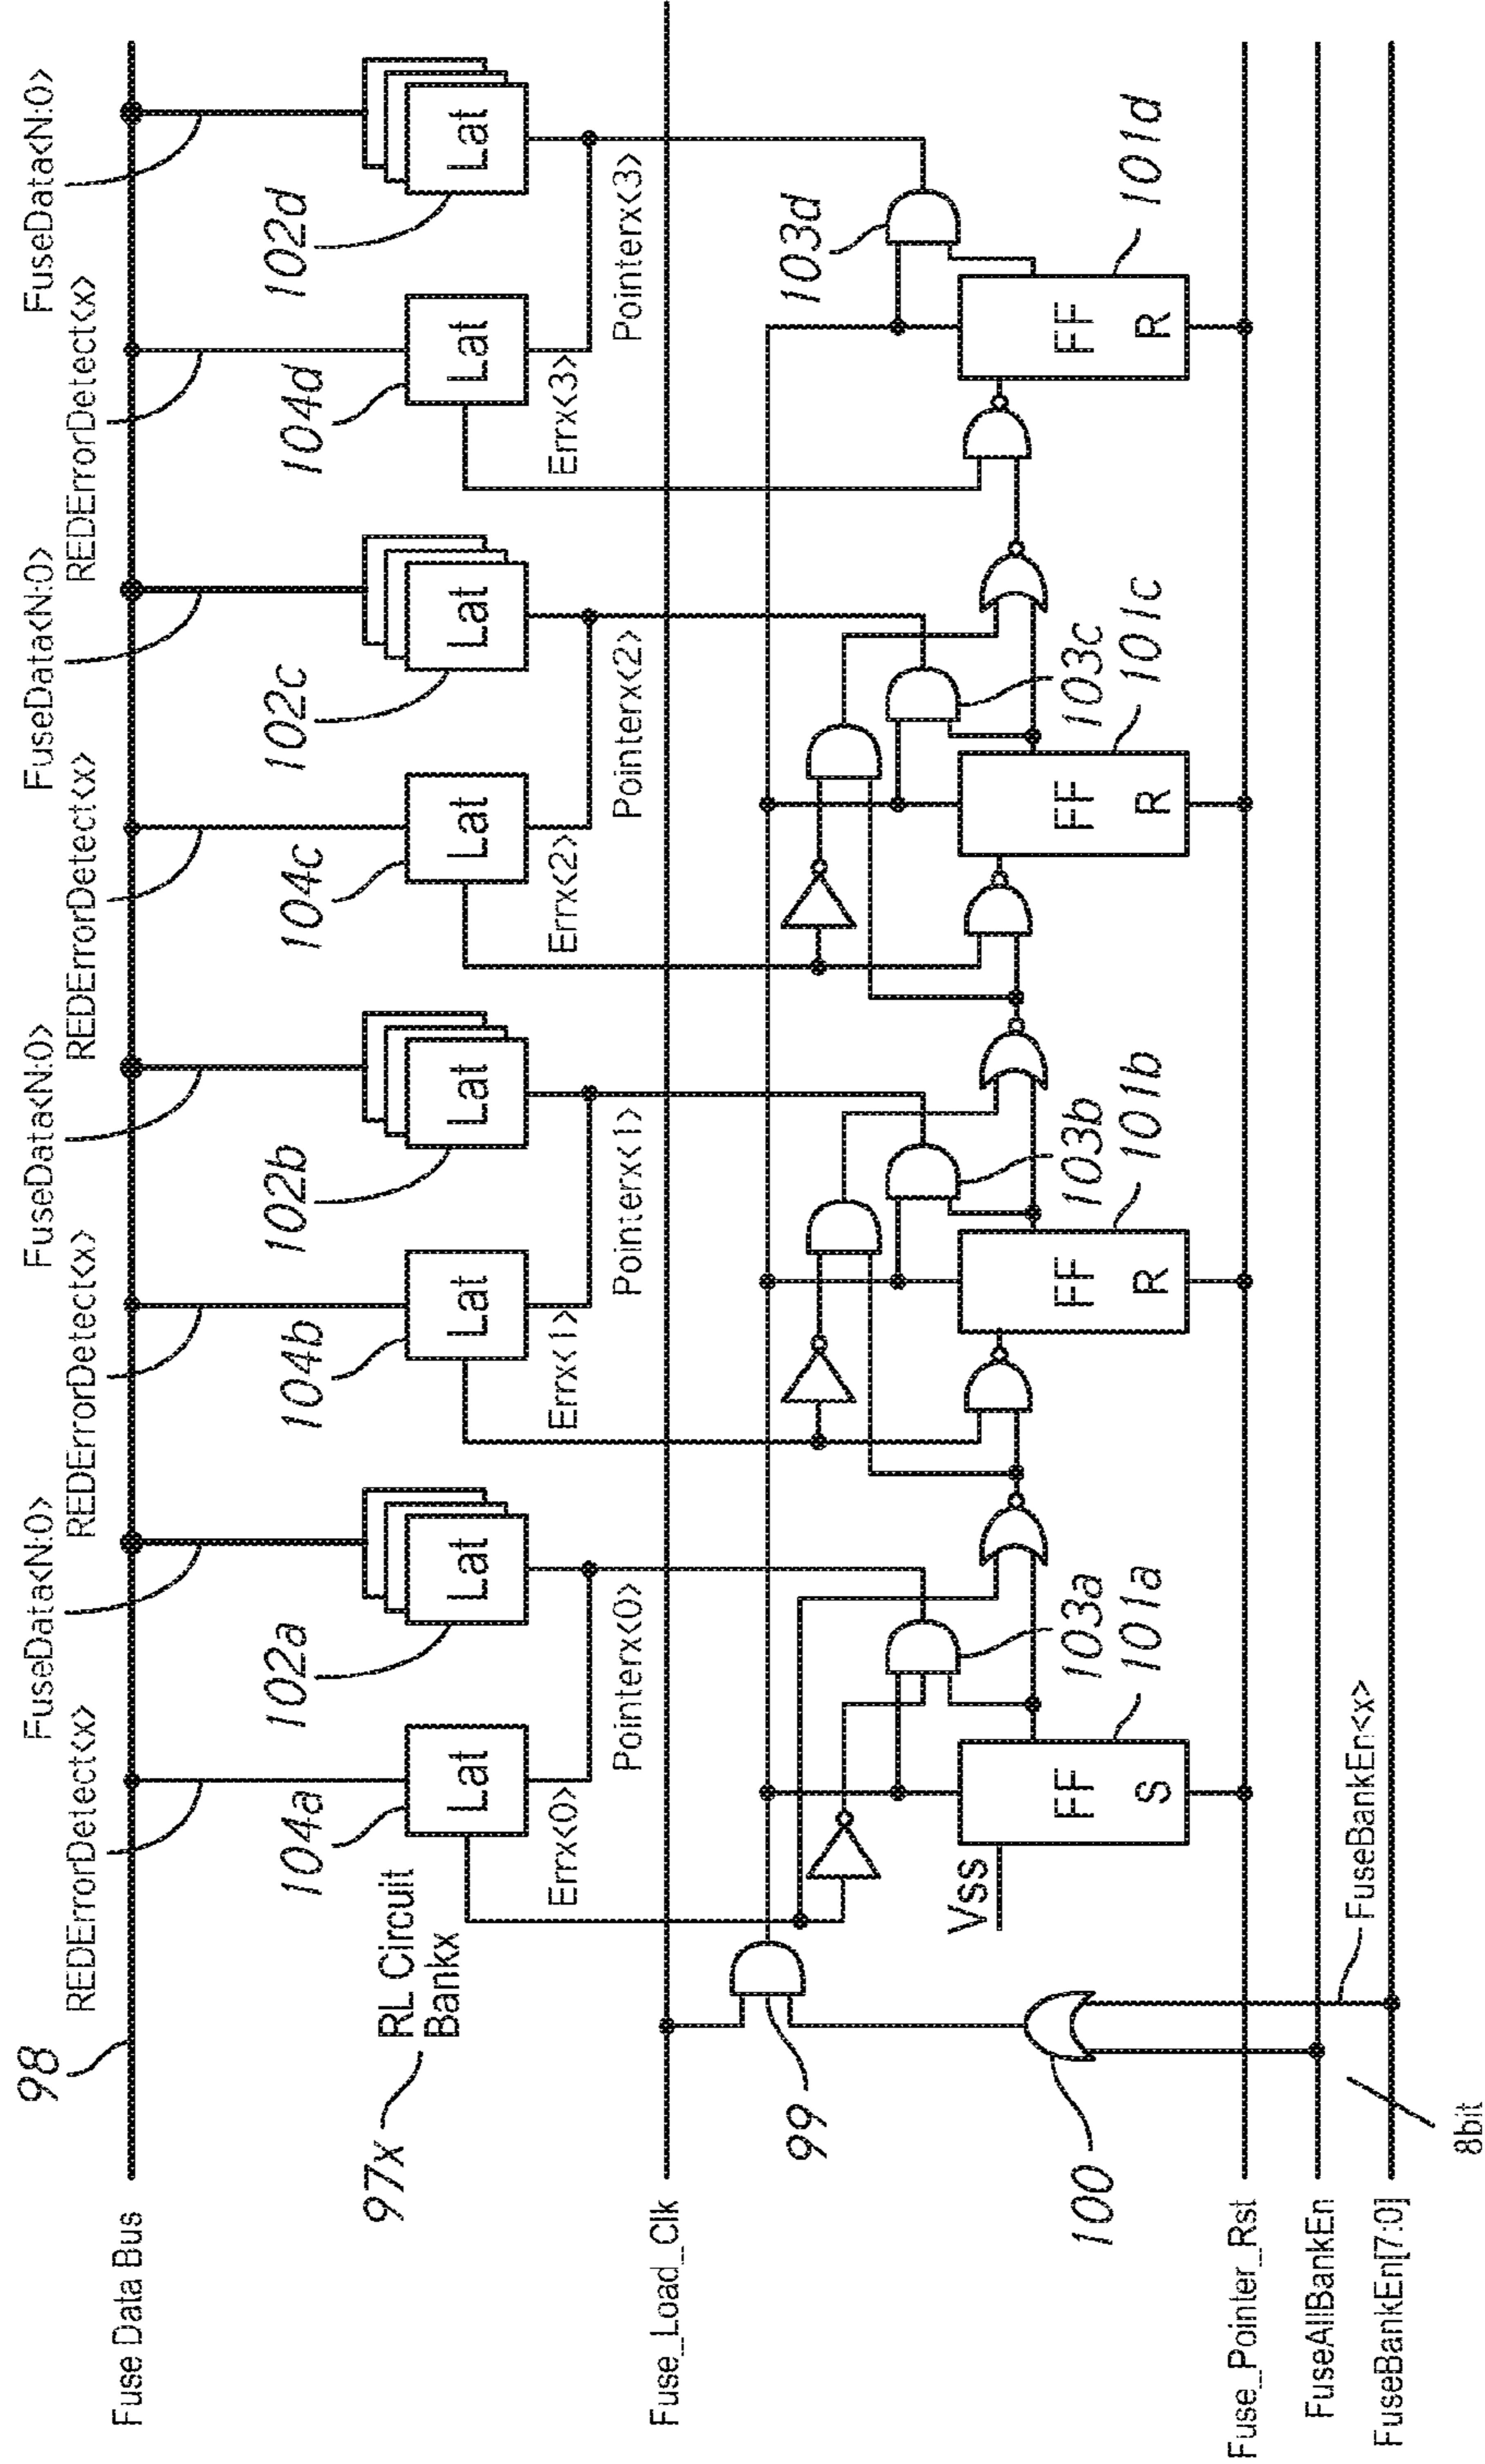 Fuse Data Bus
98
REDErrorDetect<x>
FuseData<N:0>
REDErrorDetect<x>
FuseData<N:0>
REDErrorDetect<x>
FuseData<N:0>
REDErrorDetect<x>
FuseData<N:0>
97x
RL Circuit
Bankx
104a
Lat
102a
Lat
104b
Lat
102b
Lat
104c
Lat
102c
Lat
104d
Lat
102d
Lat
Errx<0>
Pointerx<0>
Errx<1>
Pointerx<1>
Errx<2>
Pointerx<2>
Errx<3>
Pointerx<3>
Fuse_Load_Clk
99
100
Vss
FF
S
103a
101a
FF
R
103b
101b
FF
R
103c
101c
FF
R
103d
101d
Fuse_Pointer_Rst
FuseAllBankEn
FuseBankEn[7:0]
FuseBankEn<x>
8bit